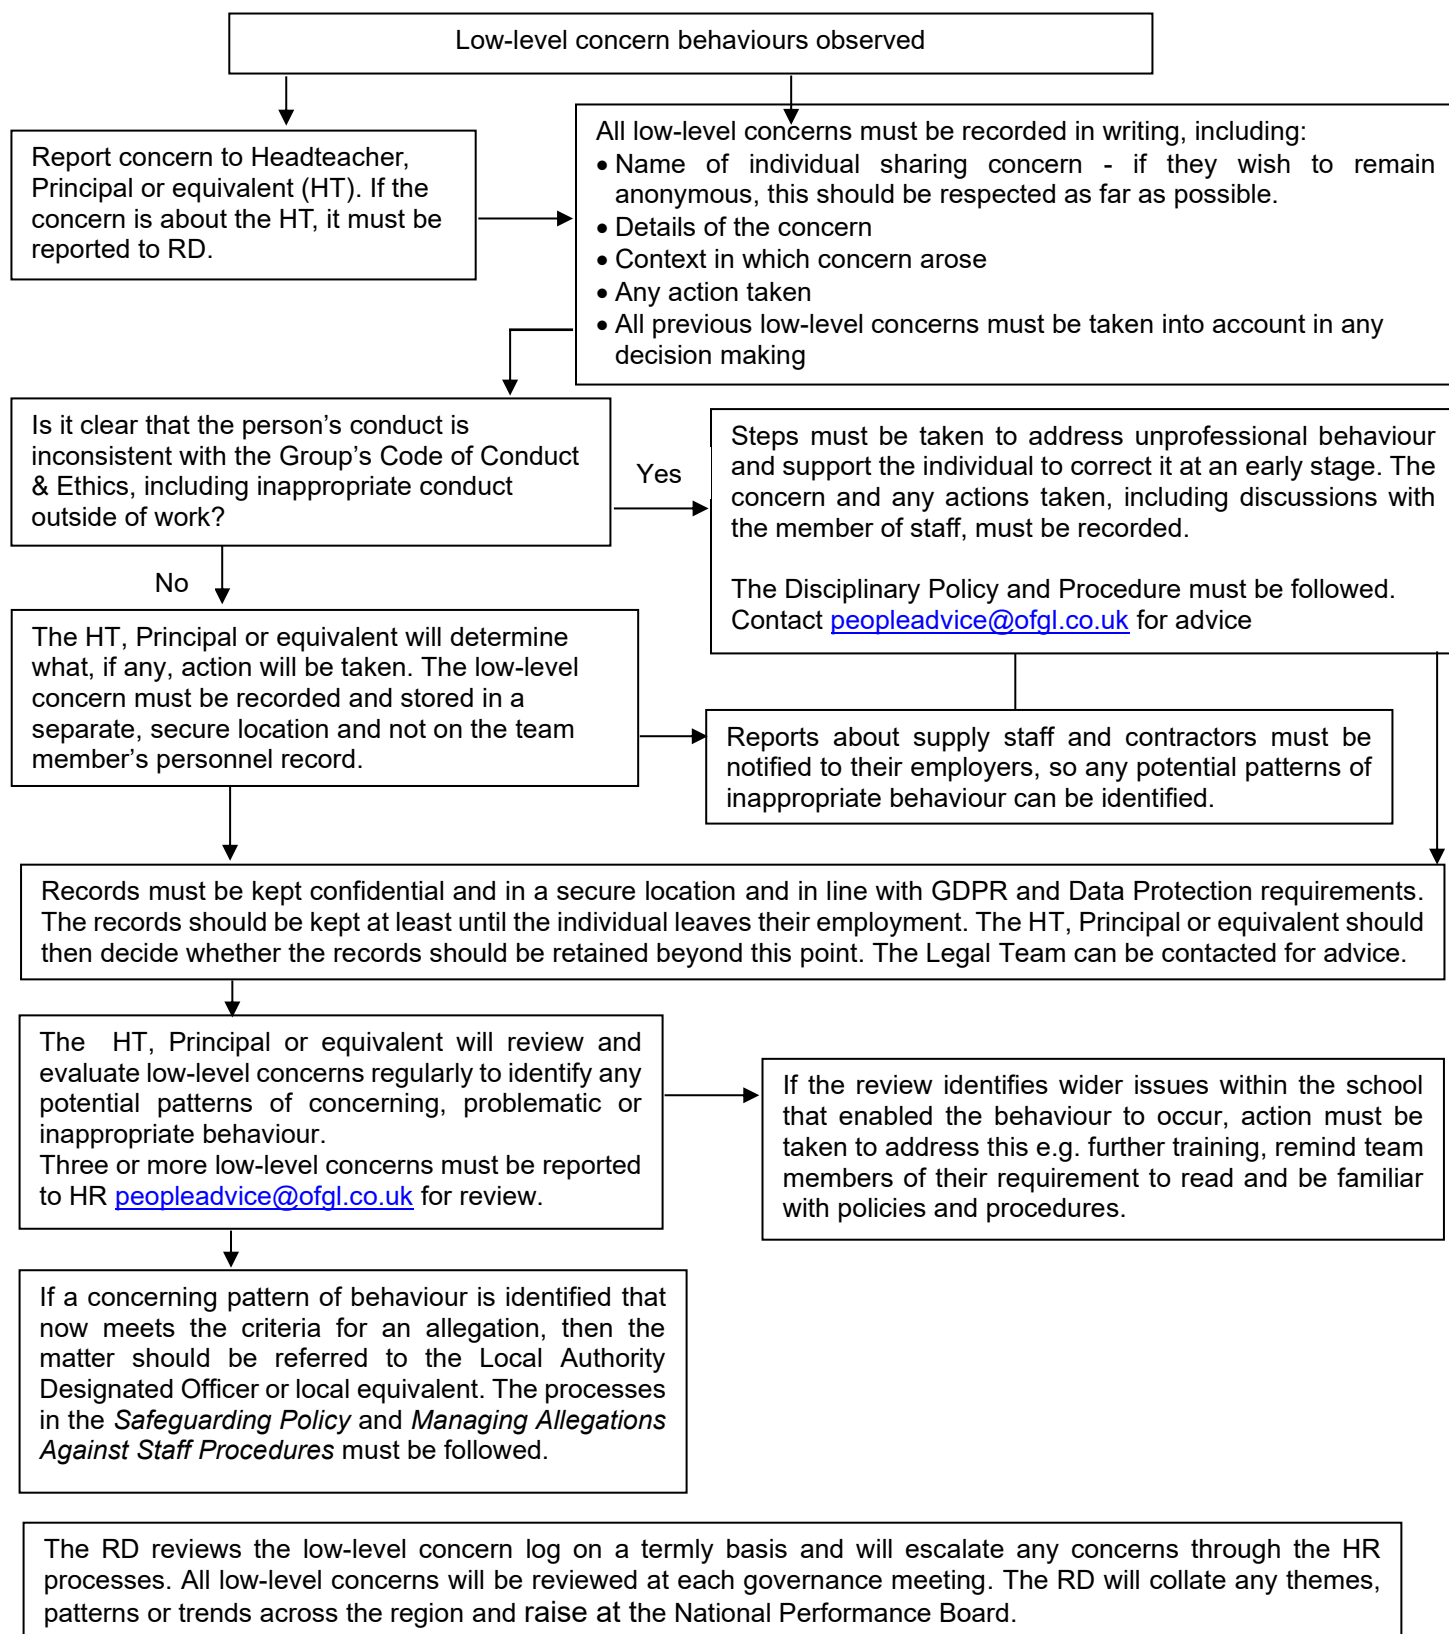 Low-level concern behaviours observed
Report concern to Headteacher,
Principal or equivalent (HT). If the
concern is about the HT, it must be
reported to RD.
All low-level concerns must be recorded in writing, including:
• Name of individual sharing concern - if they wish to remain
anonymous, this should be respected as far as possible.
• Details of the concern
• Context in which concern arose
• Any action taken
• All previous low-level concerns must be taken into account in any
decision making
Is it clear that the person’s conduct is
inconsistent with the Group’s Code of Conduct
& Ethics, including inappropriate conduct
outside of work?
Yes
Steps must be taken to address unprofessional behaviour
and support the individual to correct it at an early stage. The
concern and any actions taken, including discussions with
the member of staff, must be recorded.
The Disciplinary Policy and Procedure must be followed.
Contact peopleadvice@ofgl.co.uk for advice
No
The HT, Principal or equivalent will determine
what, if any, action will be taken. The low-level
concern must be recorded and stored in a
separate, secure location and not on the team
member’s personnel record.
Reports about supply staff and contractors must be
notified to their employers, so any potential patterns of
inappropriate behaviour can be identified.
Records must be kept confidential and in a secure location and in line with GDPR and Data Protection requirements.
The records should be kept at least until the individual leaves their employment. The HT, Principal or equivalent should
then decide whether the records should be retained beyond this point. The Legal Team can be contacted for advice.
The HT, Principal or equivalent will review and
evaluate low-level concerns regularly to identify any
potential patterns of concerning, problematic or
inappropriate behaviour.
Three or more low-level concerns must be reported
to HR peopleadvice@ofgl.co.uk for review.
If the review identifies wider issues within the school
that enabled the behaviour to occur, action must be
taken to address this e.g. further training, remind team
members of their requirement to read and be familiar
with policies and procedures.
If a concerning pattern of behaviour is identified that
now meets the criteria for an allegation, then the
matter should be referred to the Local Authority
Designated Officer or local equivalent. The processes
in the Safeguarding Policy and Managing Allegations
Against Staff Procedures must be followed.
The RD reviews the low-level concern log on a termly basis and will escalate any concerns through the HR
processes. All low-level concerns will be reviewed at each governance meeting. The RD will collate any themes,
patterns or trends across the region and raise at the National Performance Board.